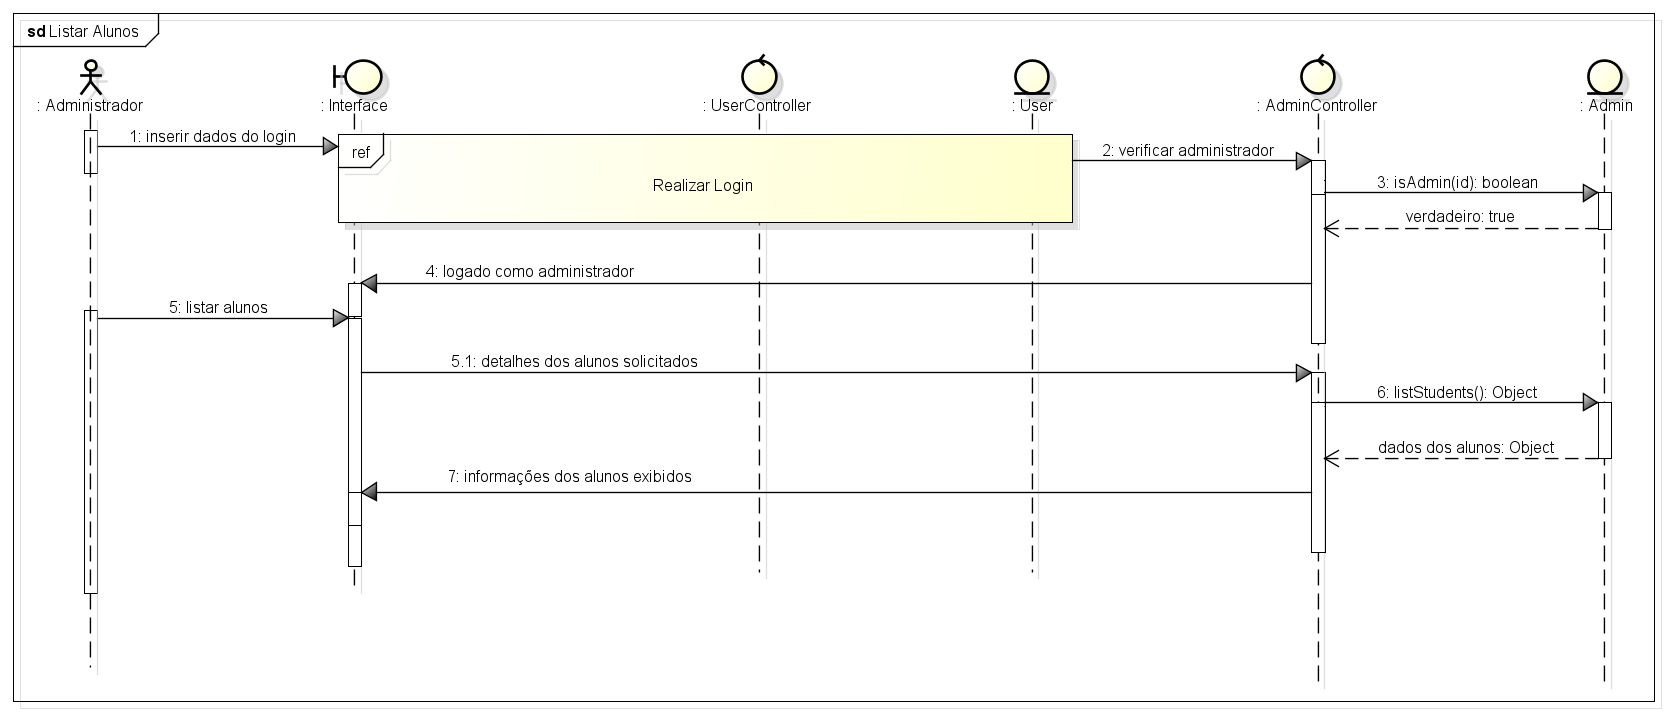 sd Listar Alunos
: Administrador
: Interface
: UserController
: User
: AdminController
: Admin
1: inserir dados do login
ref
Realizar Login
2: verificar administrador
3: isAdmin(id): boolean
verdadeiro: true
4: logado como administrador
5: listar alunos
5.1: detalhes dos alunos solicitados
6: listStudents(): Object
dados dos alunos: Object
7: informações dos alunos exibidos